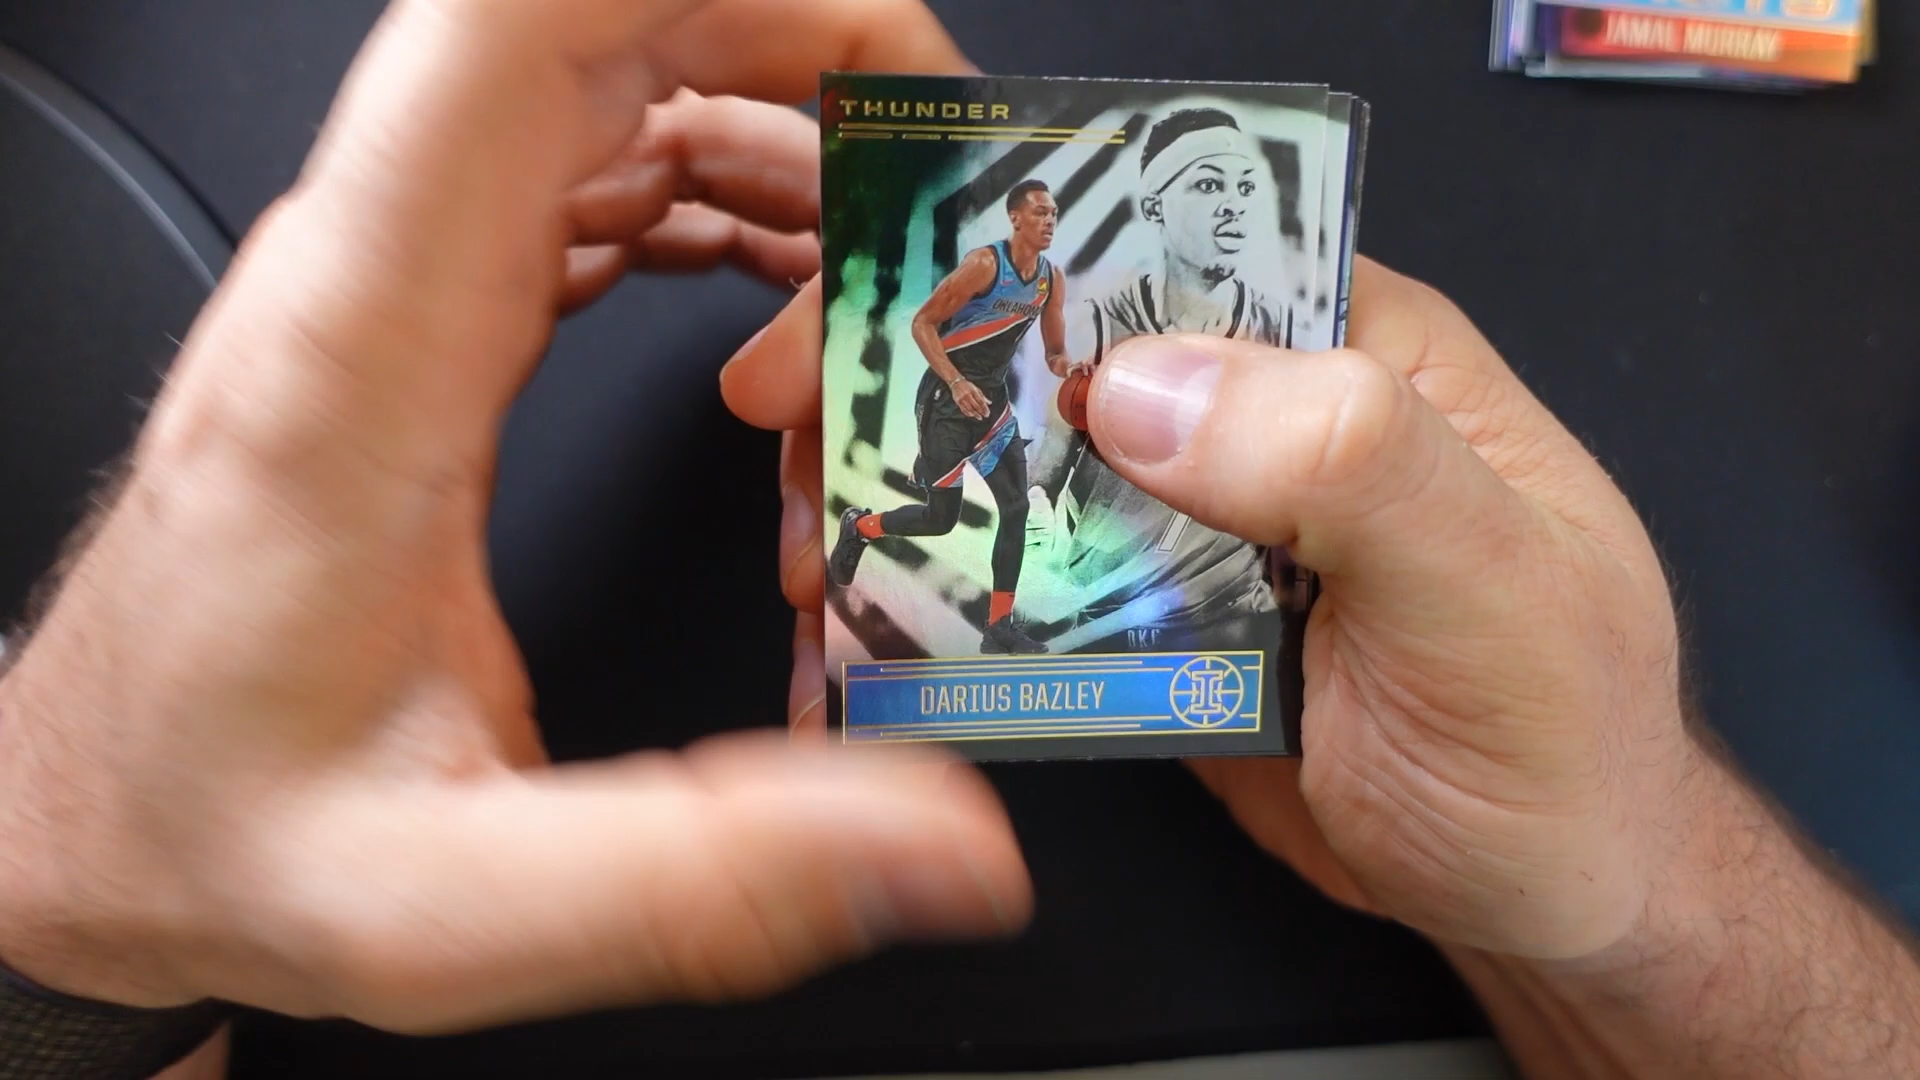 JAMAL MURRAY
THUNDER
OKLAHOMA
OKC
DARIUS BAZLEY